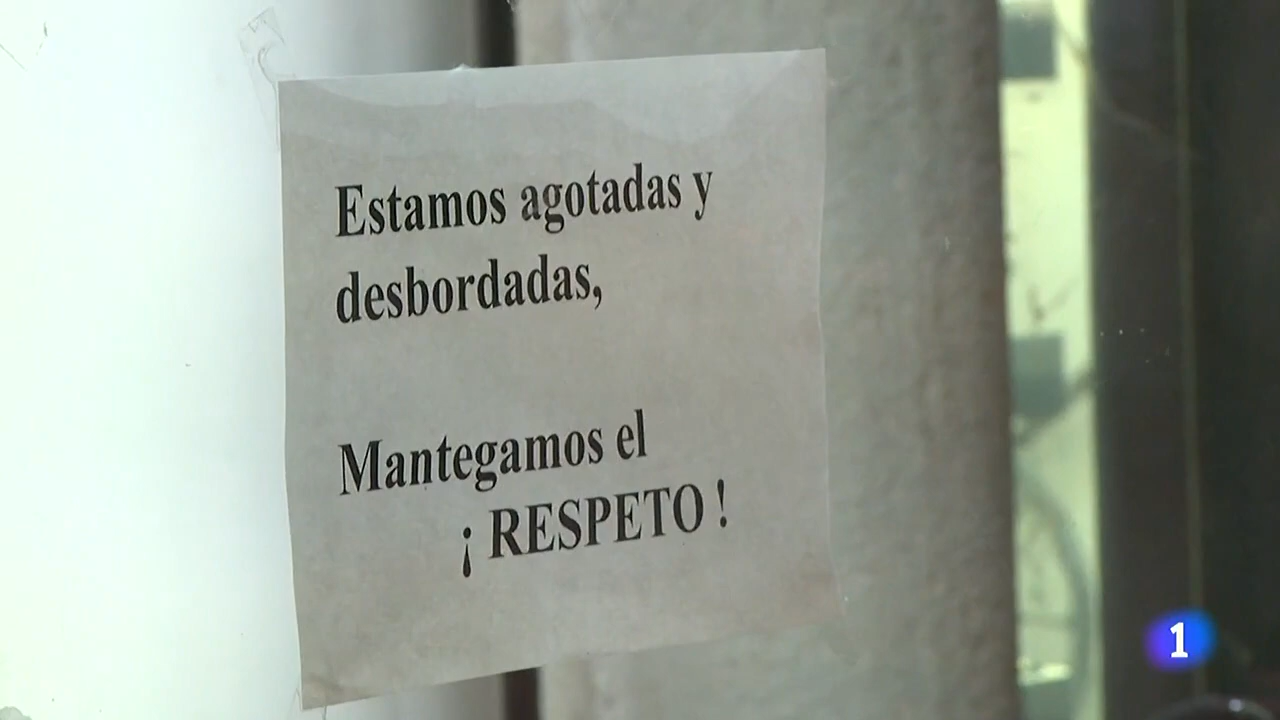 Estamos agotadas y
desbordadas,
Mantegamos el
¡ RESPETO !
1